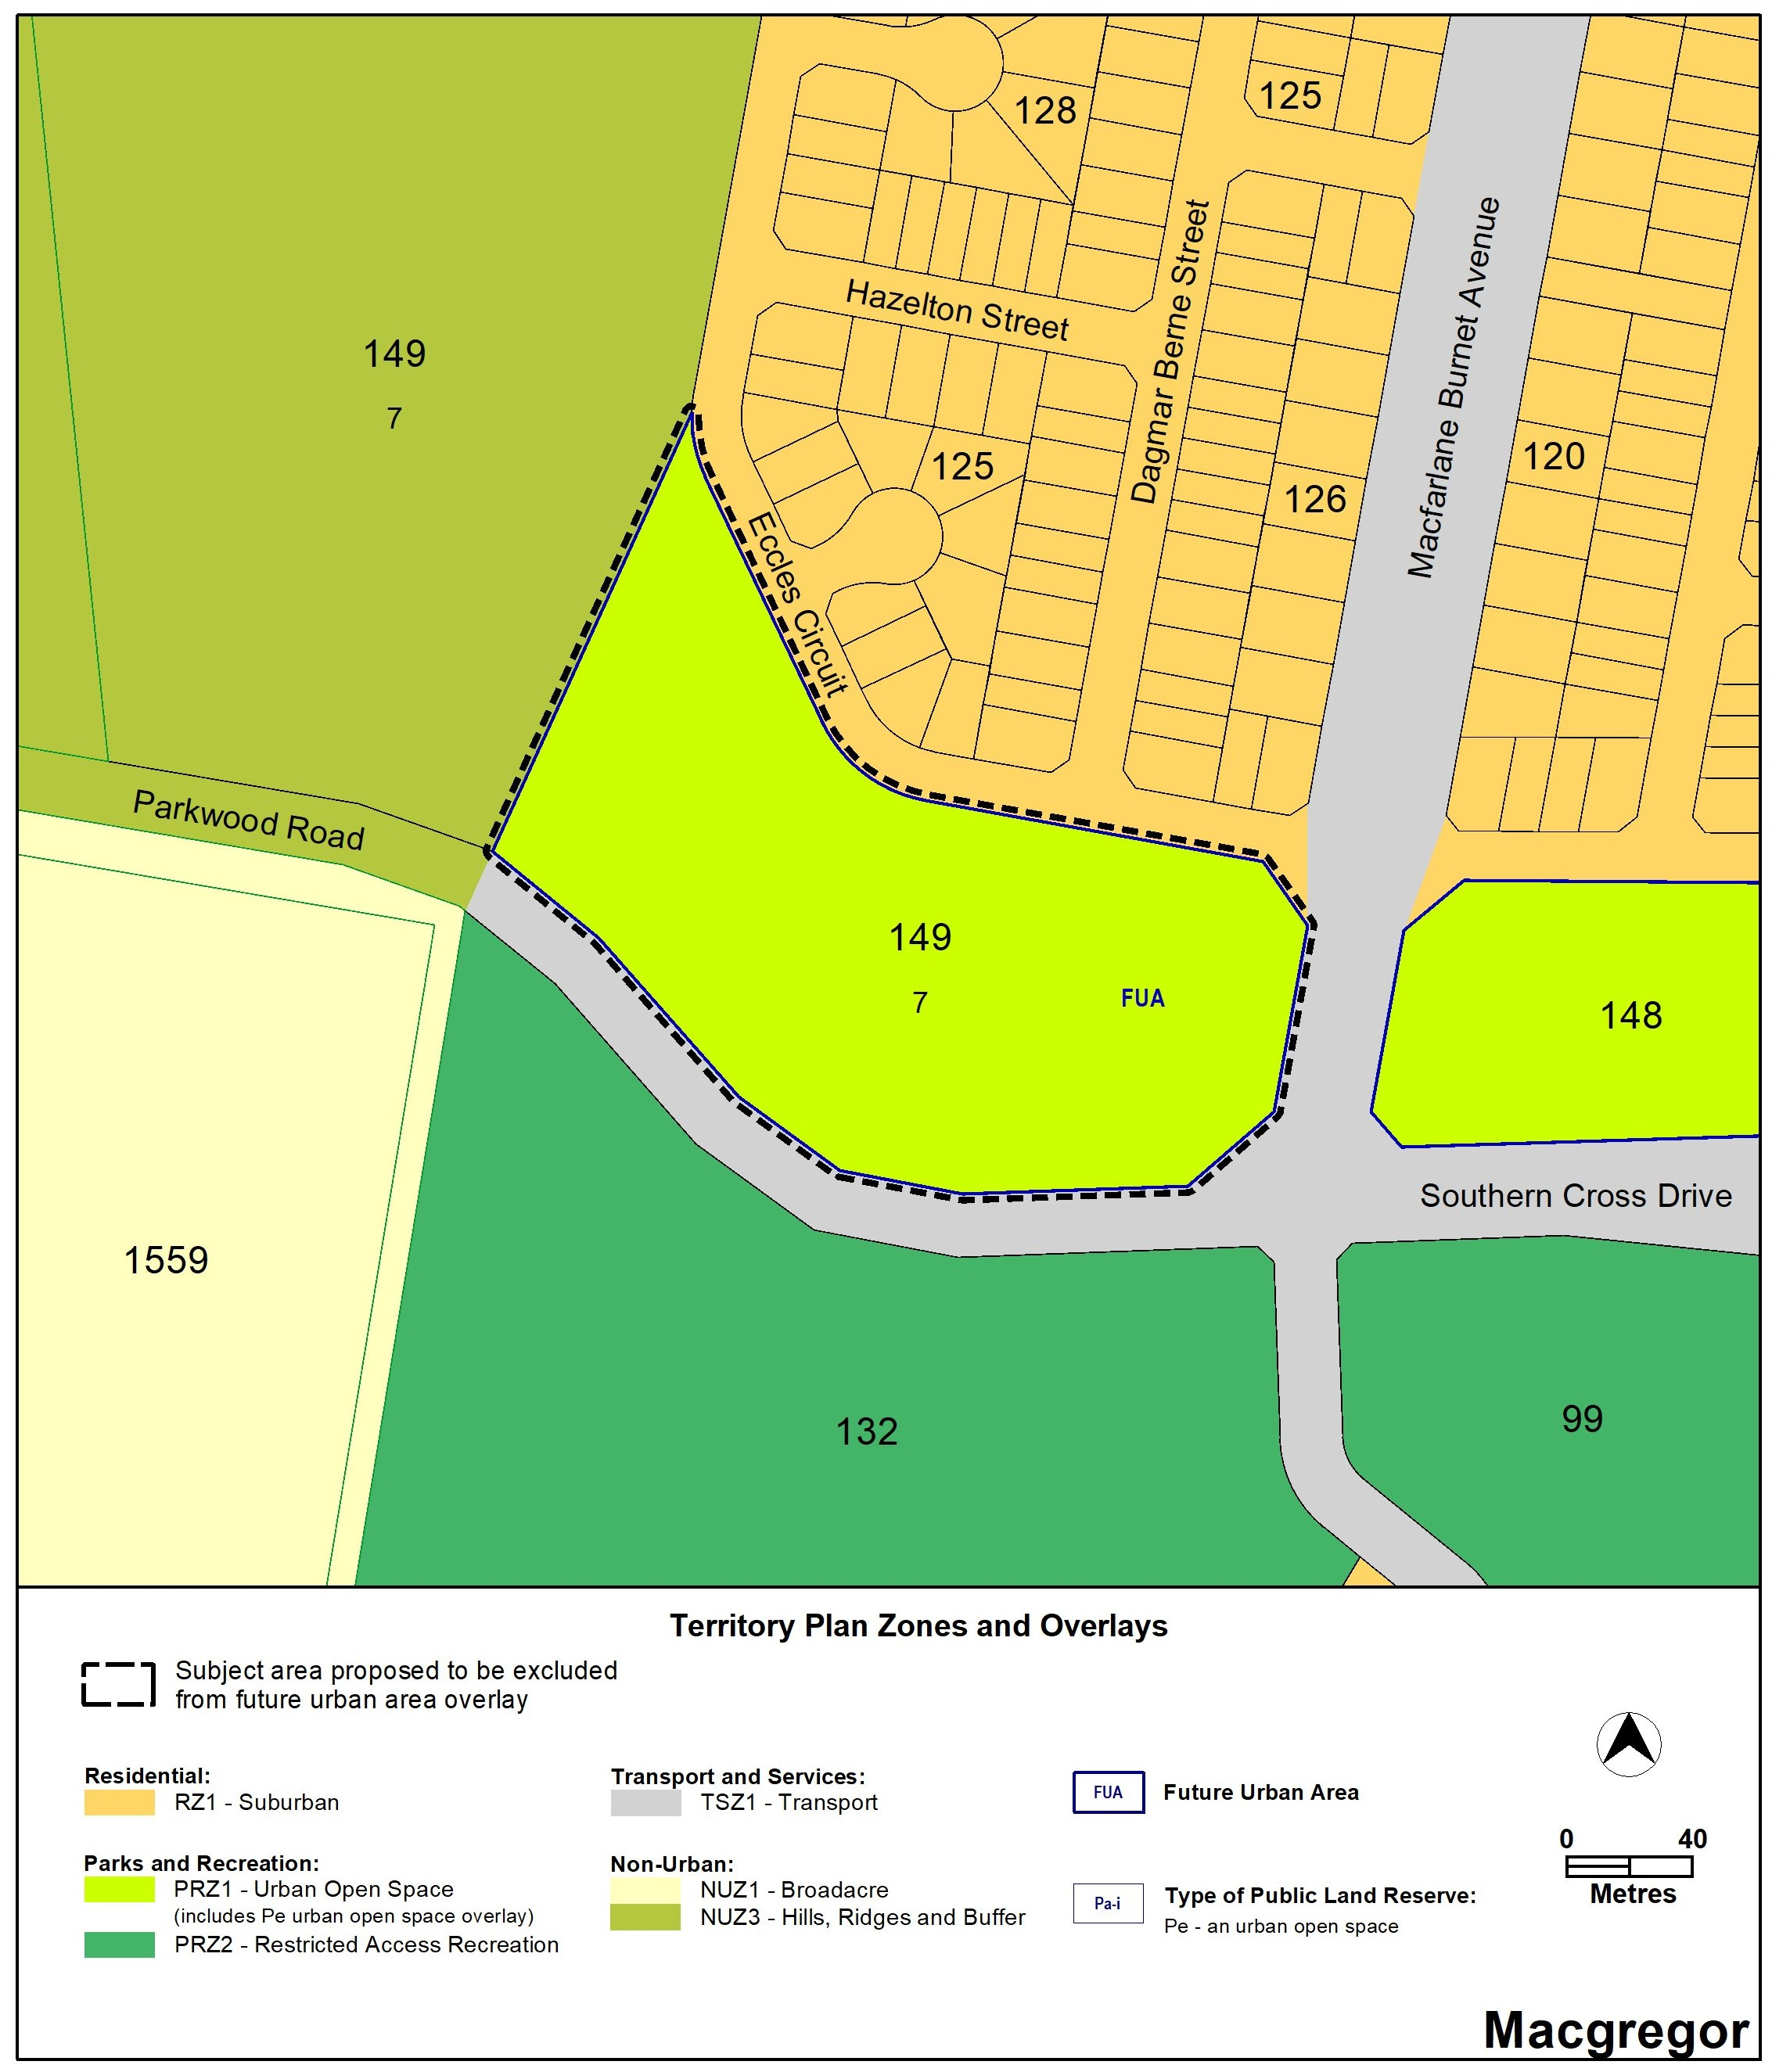 125
128
Hazelton Street
Dagmar Berne Street
Macfarlane Burnet Avenue
149
7
125
126
120
Eccles Circuit
Parkwood Road
149
7
FUA
148
Southern Cross Drive
1559
132
99
Territory Plan Zones and Overlays
Subject area proposed to be excluded
from future urban area overlay
Residential:
RZ1 - Suburban
Parks and Recreation:
PRZ1 - Urban Open Space
(includes Pe urban open space overlay)
PRZ2 - Restricted Access Recreation
Transport and Services:
TSZ1 - Transport
Non-Urban:
NUZ1 - Broadacre
NUZ3 - Hills, Ridges and Buffer
FUA
Future Urban Area
Pa-i
Type of Public Land Reserve:
Pe - an urban open space
0 40
Metres
Macgregor